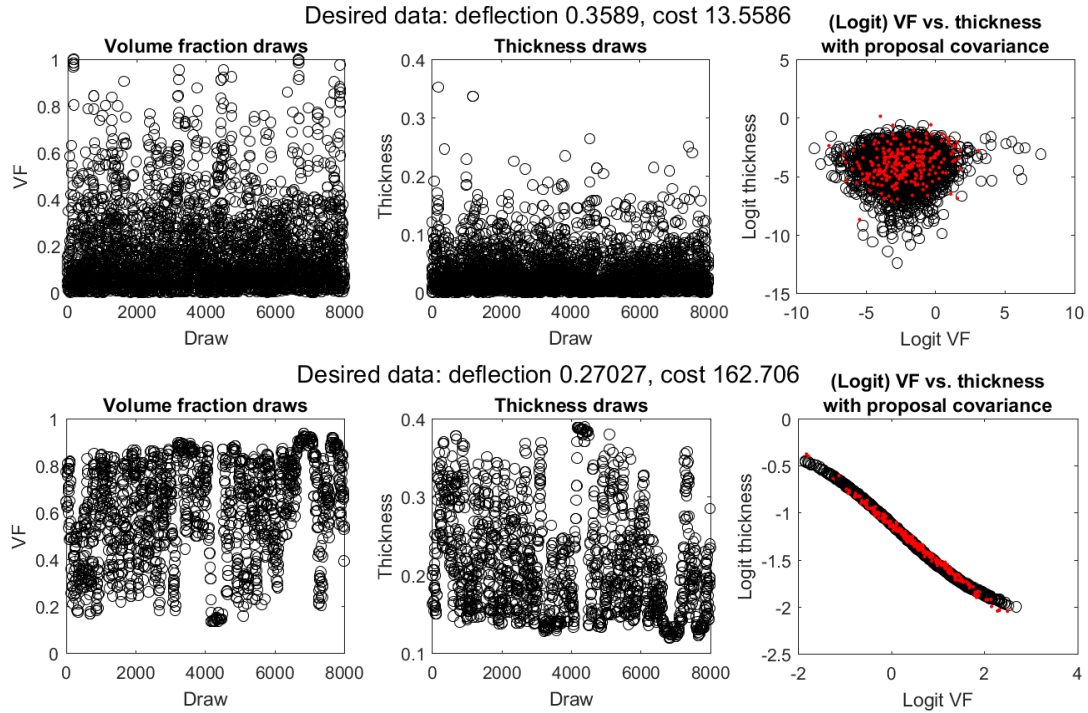 Desired data: deflection 0.3589, cost 13.5586
Volume fraction draws
1
0.8
0.6
0.4
0.2
0
VF
0 2000 4000 6000 8000
Draw
Thickness draws
0.4
0.3
0.2
0.1
0
Thickness
0 2000 4000 6000 8000
Draw
(Logit) VF vs. thickness
with proposal covariance
5
0
-5
-10
-15
Logit thickness
-10 -5 0 5 10
Logit VF
Desired data: deflection 0.27027, cost 162.706
Volume fraction draws
1
0.8
0.6
0.4
0.2
0
VF
0 2000 4000 6000 8000
Draw
Thickness draws
0.4
0.3
0.2
0.1
Thickness
0 2000 4000 6000 8000
Draw
(Logit) VF vs. thickness
with proposal covariance
0
-0.5
-1
-1.5
-2
-2.5
Logit thickness
-2 0 2 4
Logit VF